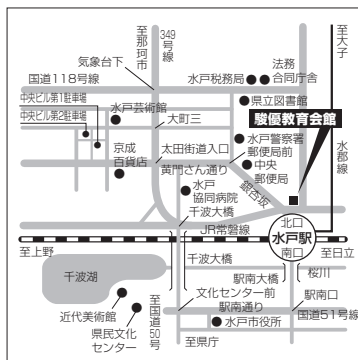 至那珂市
349号線
至大子
気象台下
国道118号線
水戸税務局
法務
合同庁舎
中央ビル第1駐車場
中央ビル第2駐車場
水戸芸術館
大町三
県立図書館
駿優教育会館
水郡線
京成
百貨店
太田街道入口
水戸警察署
郵便局前
中央
郵便局
黄門さん通り
銀杏坂
水戸
協同病院
千波大橋
北口
水戸駅
南口
JR常磐線
至上野
至日立
千波湖
千波大橋
駅南大橋
桜川
文化センター前
駅南口
駅南通り
国道51号線
近代美術館
県民文化
センター
至国道50号
水戸市役所
至県庁